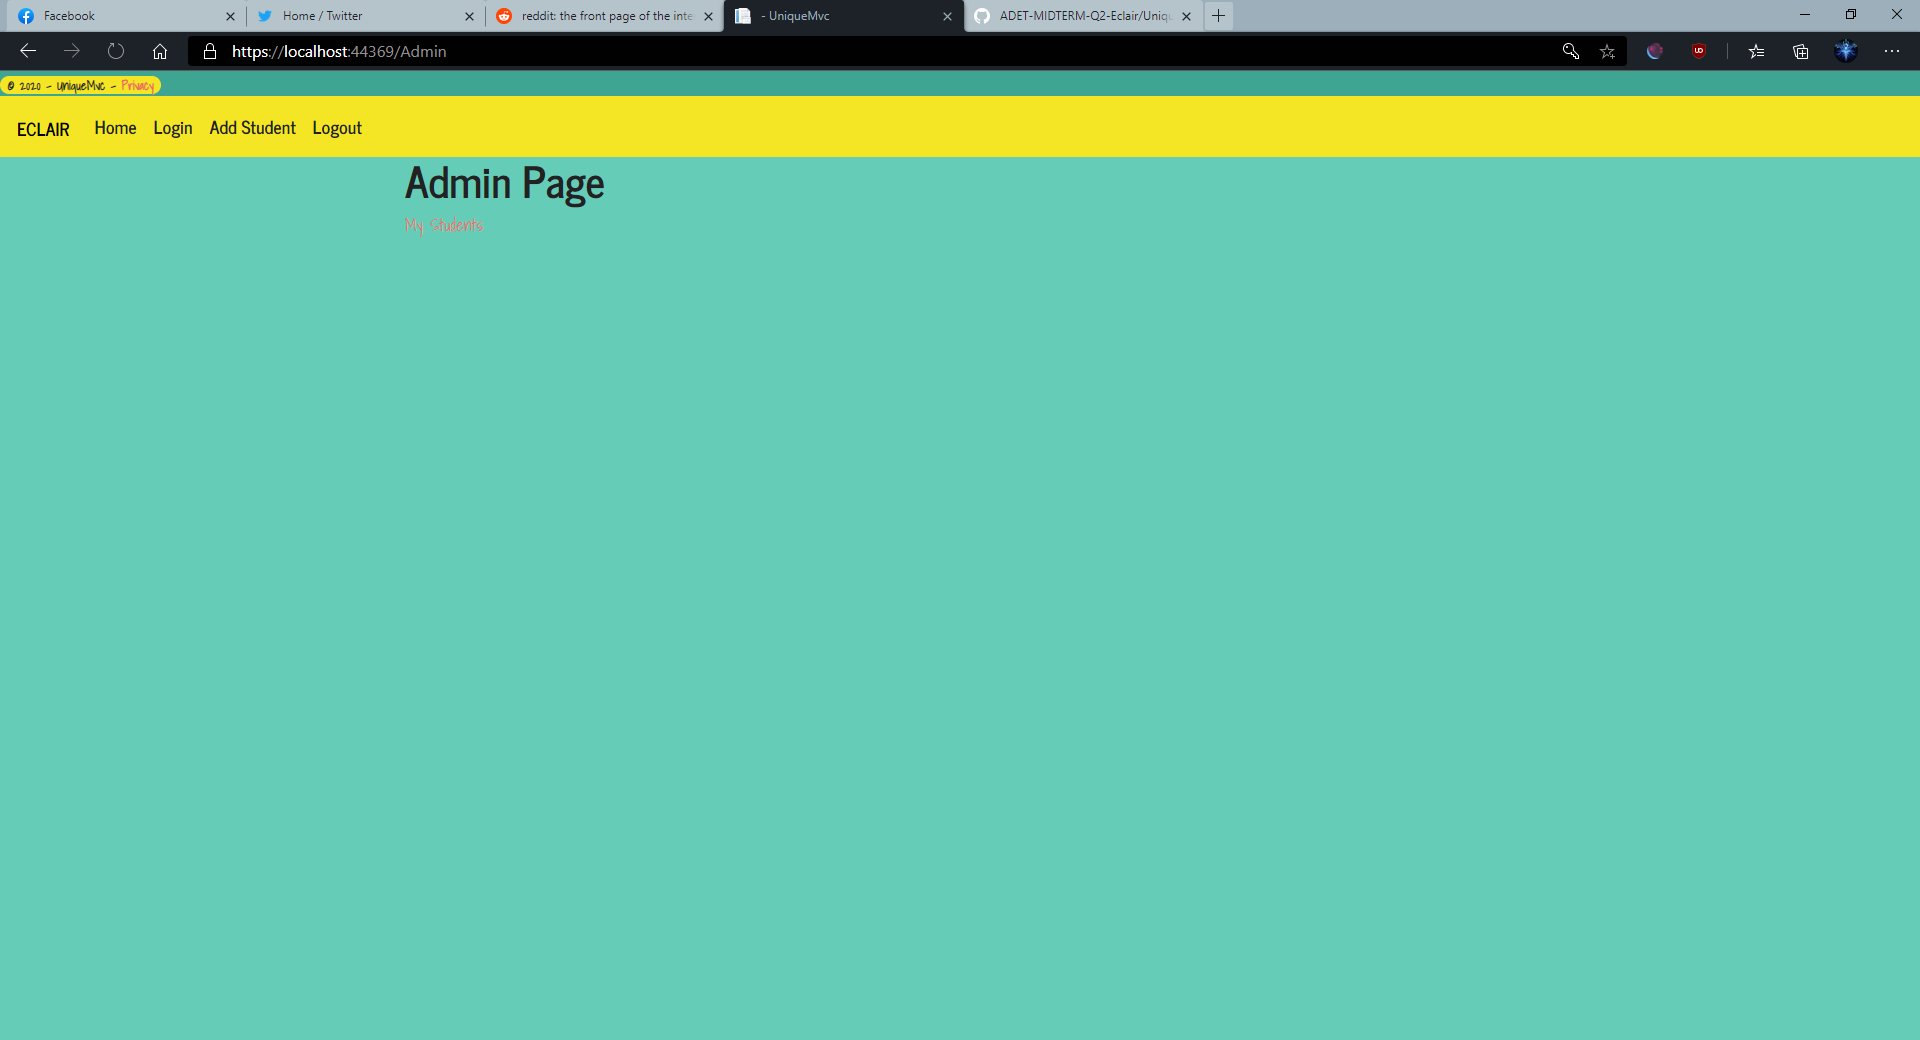 Facebook
Home / Twitter
reddit: the front page of the inte
- UniqueMvc
ADET-MIDTERM-Q2-Eclair/Uniqu
https://localhost:44369/Admin
© 2020 - UniqueMvc - Privacy
ECLAIR Home Login Add Student Logout
Admin Page
My Students